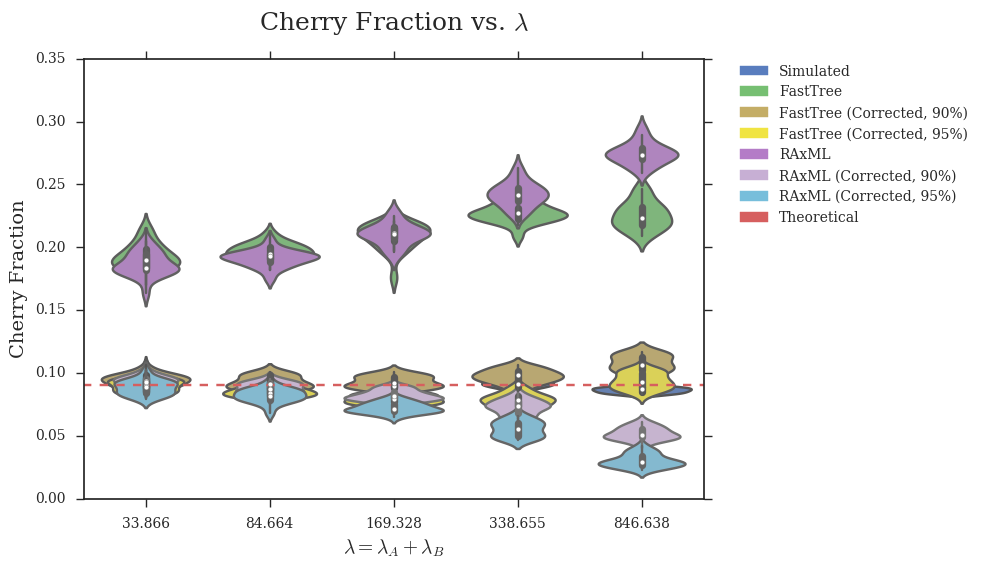 Cherry Fraction vs. λ
0.35
0.30
0.25
0.20
0.15
0.10
0.05
0.00
Cherry Fraction
33.866
84.664
169.328
338.655
846.638
λ = λ_A + λ_B
Simulated
FastTree
FastTree (Corrected, 90%)
FastTree (Corrected, 95%)
RAxML
RAxML (Corrected, 90%)
RAxML (Corrected, 95%)
Theoretical